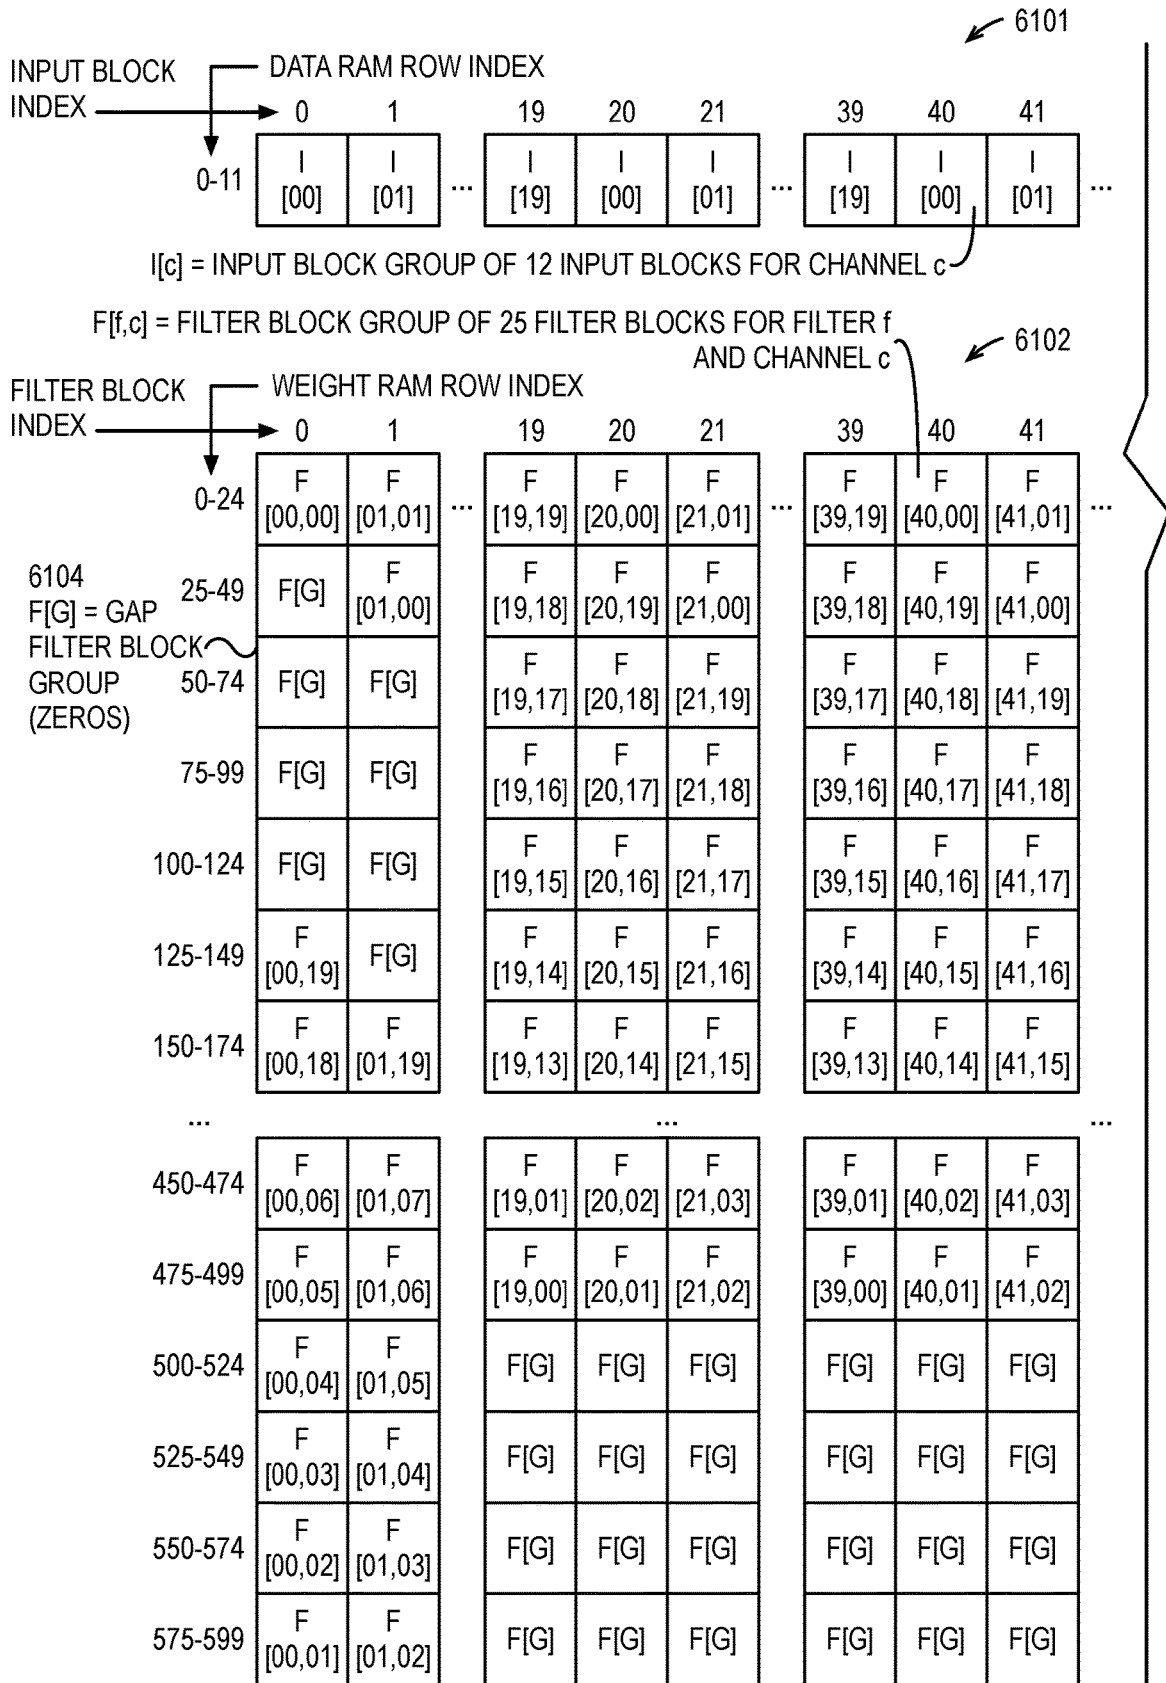 6101
INPUT BLOCK INDEX
DATA RAM ROW INDEX
0 1 19 20 21 39 40 41
0-11 I [00] I [01] ... I [19] I [00] I [01] ... I [19] I [00] I [01] ...
I[c] = INPUT BLOCK GROUP OF 12 INPUT BLOCKS FOR CHANNEL c
F[f,c] = FILTER BLOCK GROUP OF 25 FILTER BLOCKS FOR FILTER f
AND CHANNEL c
6102
FILTER BLOCK INDEX
WEIGHT RAM ROW INDEX
0 1 19 20 21 39 40 41
0-24 F [00,00] F [01,01] ... F [19,19] F [20,00] F [21,01] ... F [39,19] F [40,00] F [41,01] ...
6104
F[G] = GAP
FILTER BLOCK
GROUP
(ZEROS)
25-49 F[G] F [01,00] F [19,18] F [20,19] F [21,00] F [39,18] F [40,19] F [41,00]
50-74 F[G] F[G] F [19,17] F [20,18] F [21,19] F [39,17] F [40,18] F [41,19]
75-99 F[G] F[G] F [19,16] F [20,17] F [21,18] F [39,16] F [40,17] F [41,18]
100-124 F[G] F[G] F [19,15] F [20,16] F [21,17] F [39,15] F [40,16] F [41,17]
125-149 F [00,19] F[G] F [19,14] F [20,15] F [21,16] F [39,14] F [40,15] F [41,16]
150-174 F [00,18] F [01,19] F [19,13] F [20,14] F [21,15] F [39,13] F [40,14] F [41,15]
... ... ...
450-474 F [00,06] F [01,07] F [19,01] F [20,02] F [21,03] F [39,01] F [40,02] F [41,03]
475-499 F [00,05] F [01,06] F [19,00] F [20,01] F [21,02] F [39,00] F [40,01] F [41,02]
500-524 F [00,04] F [01,05] F[G] F[G] F[G] F[G] F[G] F[G]
525-549 F [00,03] F [01,04] F[G] F[G] F[G] F[G] F[G] F[G]
550-574 F [00,02] F [01,03] F[G] F[G] F[G] F[G] F[G] F[G]
575-599 F [00,01] F [01,02] F[G] F[G] F[G] F[G] F[G] F[G]